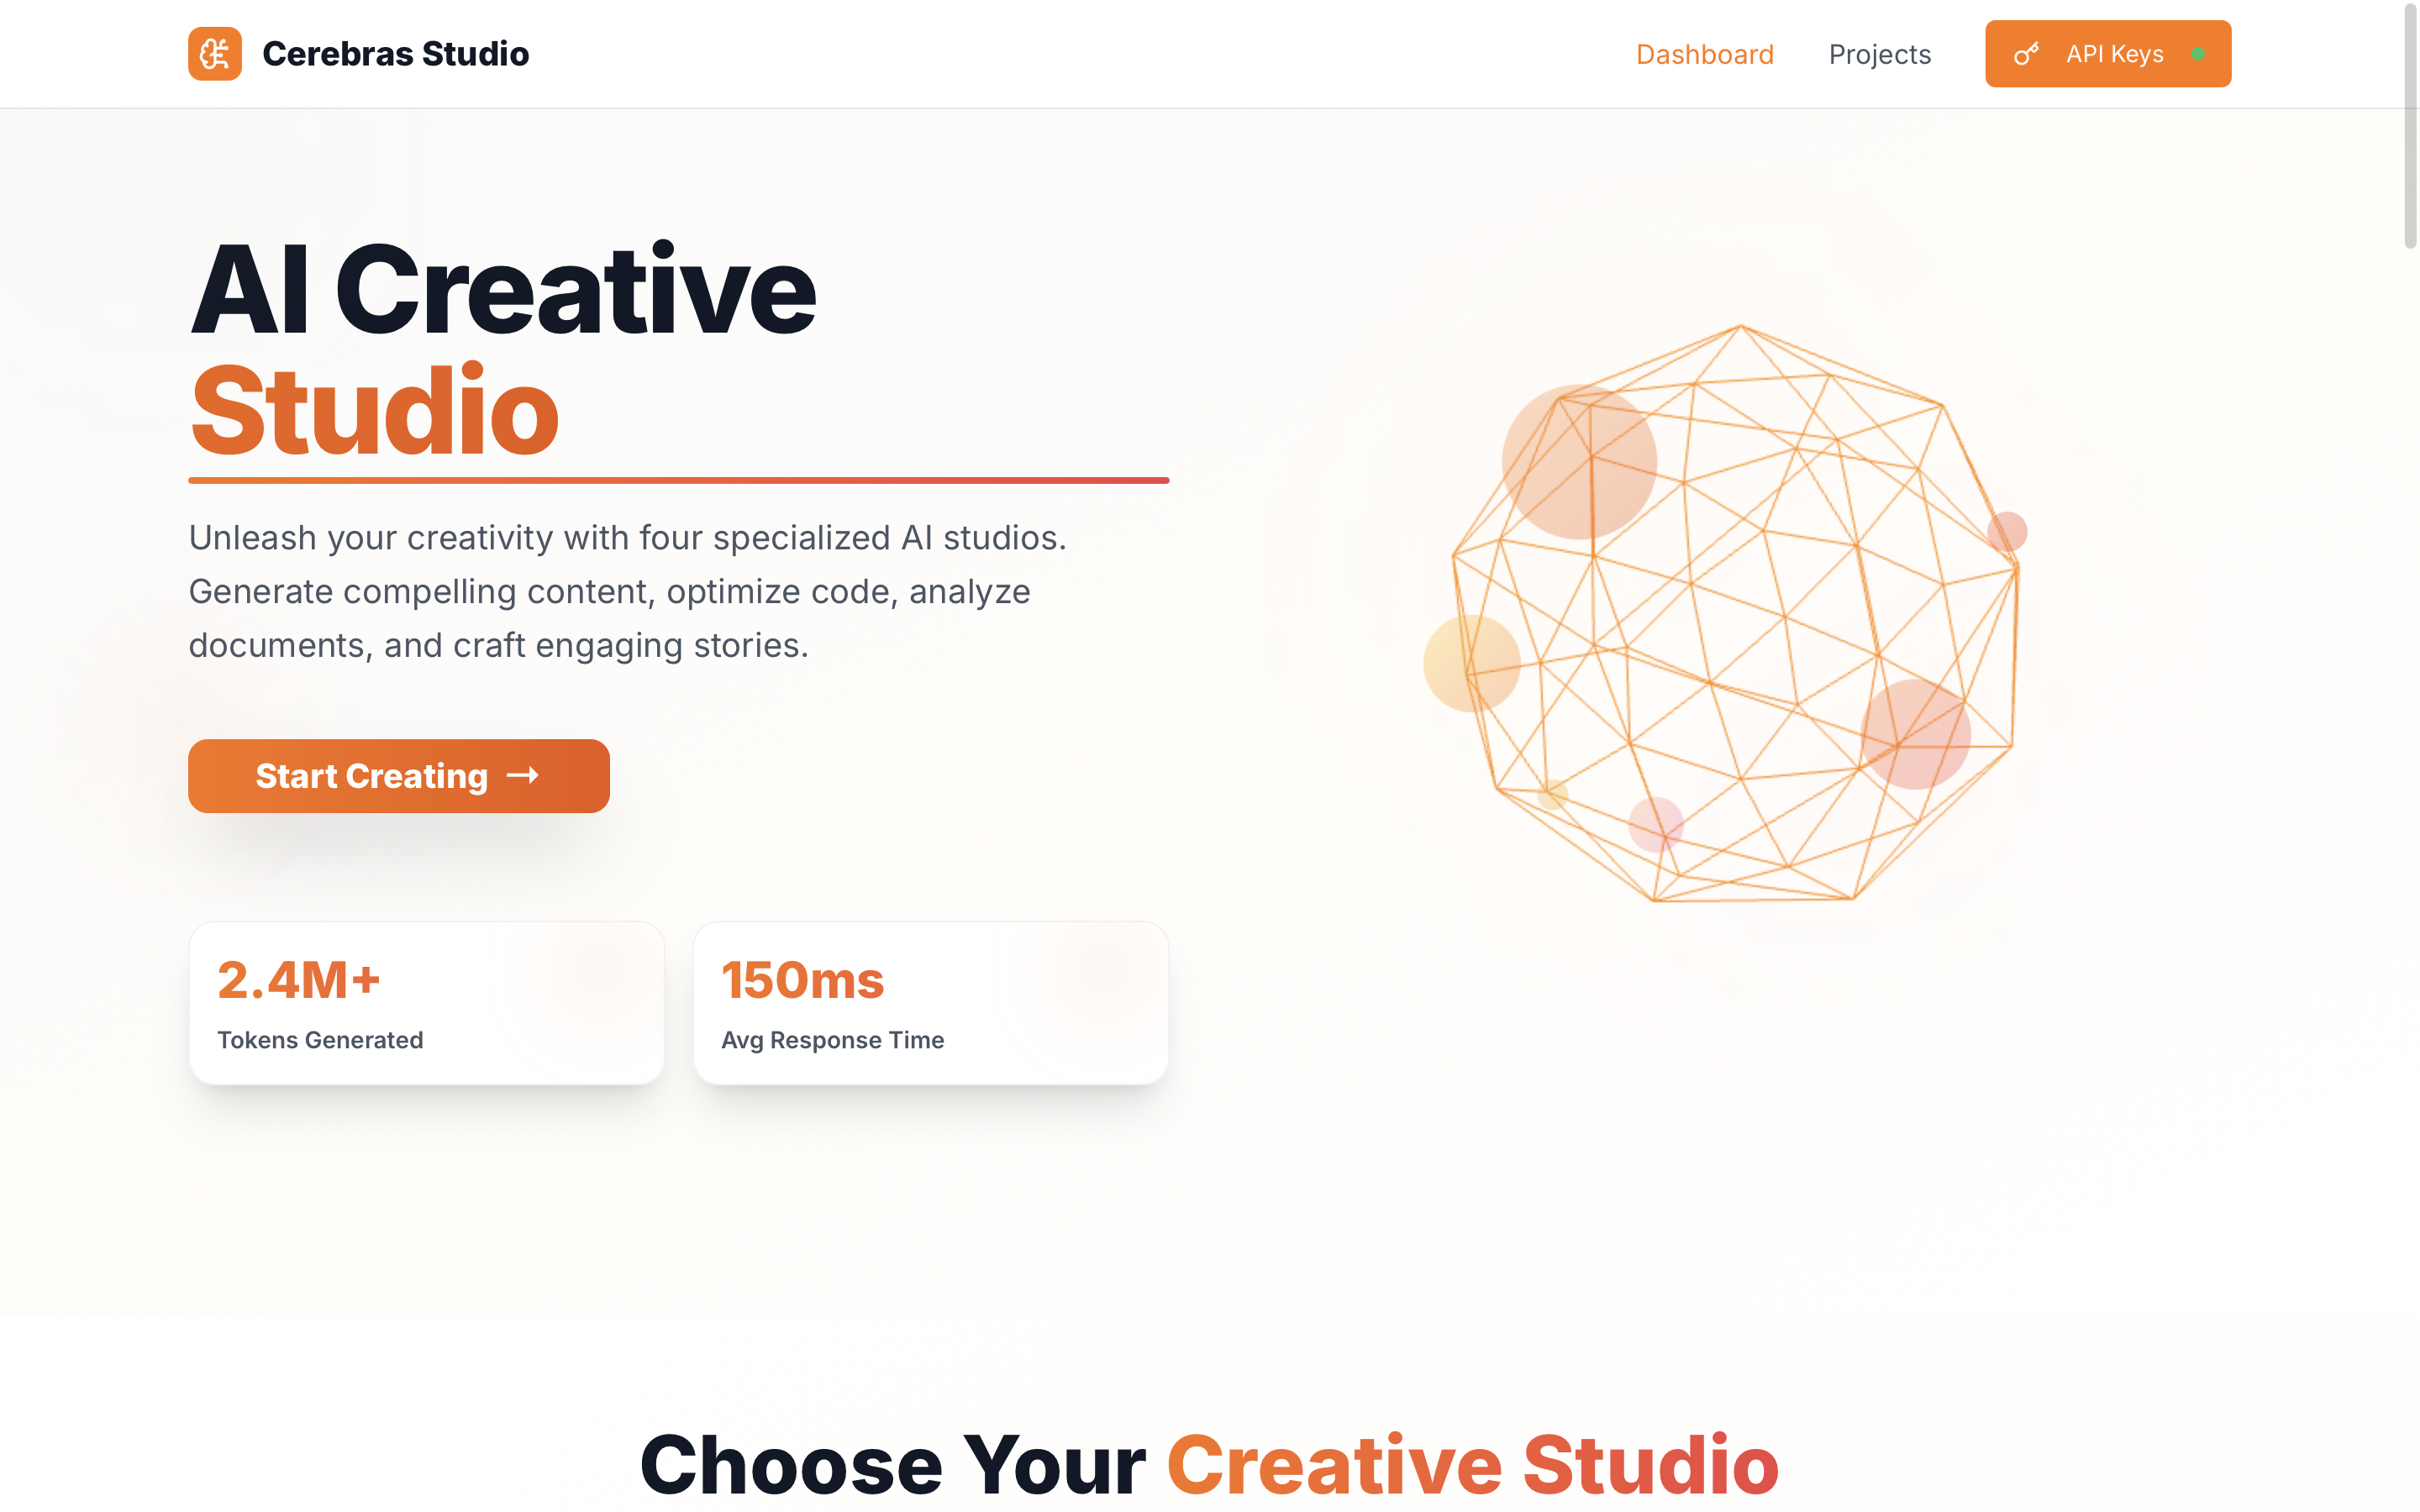 Cerebras Studio
Dashboard
Projects
API Keys
AI Creative
Studio
Unleash your creativity with four specialized AI studios.
Generate compelling content, optimize code, analyze
documents, and craft engaging stories.
Start Creating →
2.4M+
Tokens Generated
150ms
Avg Response Time
Choose Your Creative Studio